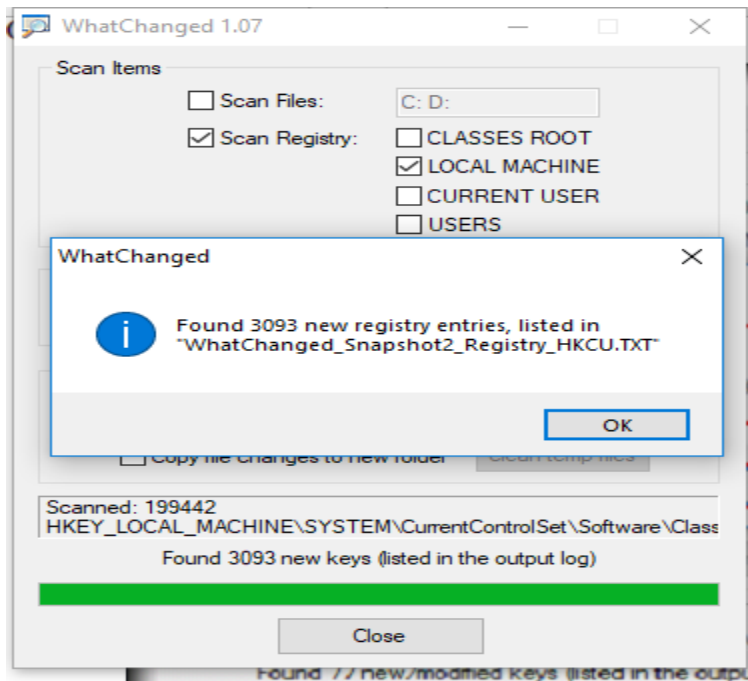 WhatChanged 1.07
Scan Items
Scan Files:
C: D:
Scan Registry:
CLASSES ROOT
LOCAL MACHINE
CURRENT USER
USERS
WhatChanged
Found 3093 new registry entries, listed in
"WhatChanged_Snapshot2_Registry_HKCU.TXT"
OK
Copy file changes to new folder
Clean temp files
Scanned: 199442
HKEY_LOCAL_MACHINE\SYSTEM\CurrentControlSet\Software\Class
Found 3093 new keys (listed in the output log)
Close
Found 77 new/modified keys (listed in the outpu